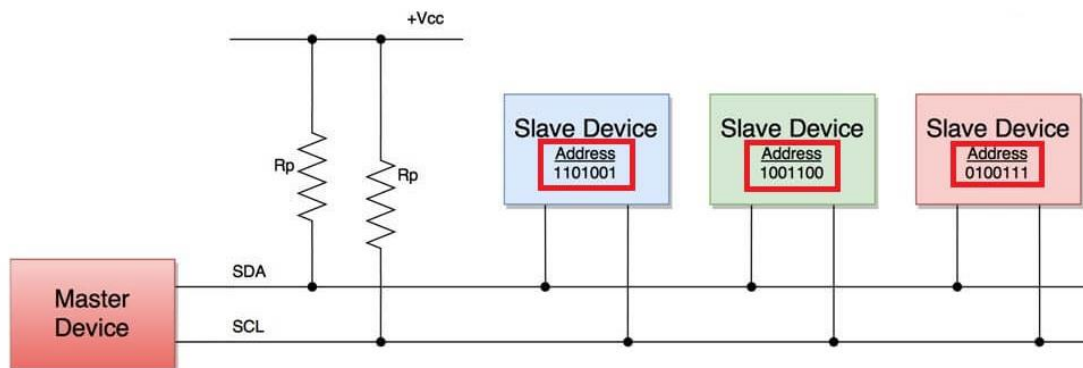 +Vcc
Rp
Rp
Slave Device
Address
1101001
Slave Device
Address
1001100
Slave Device
Address
0100111
SDA
SCL
Master
Device